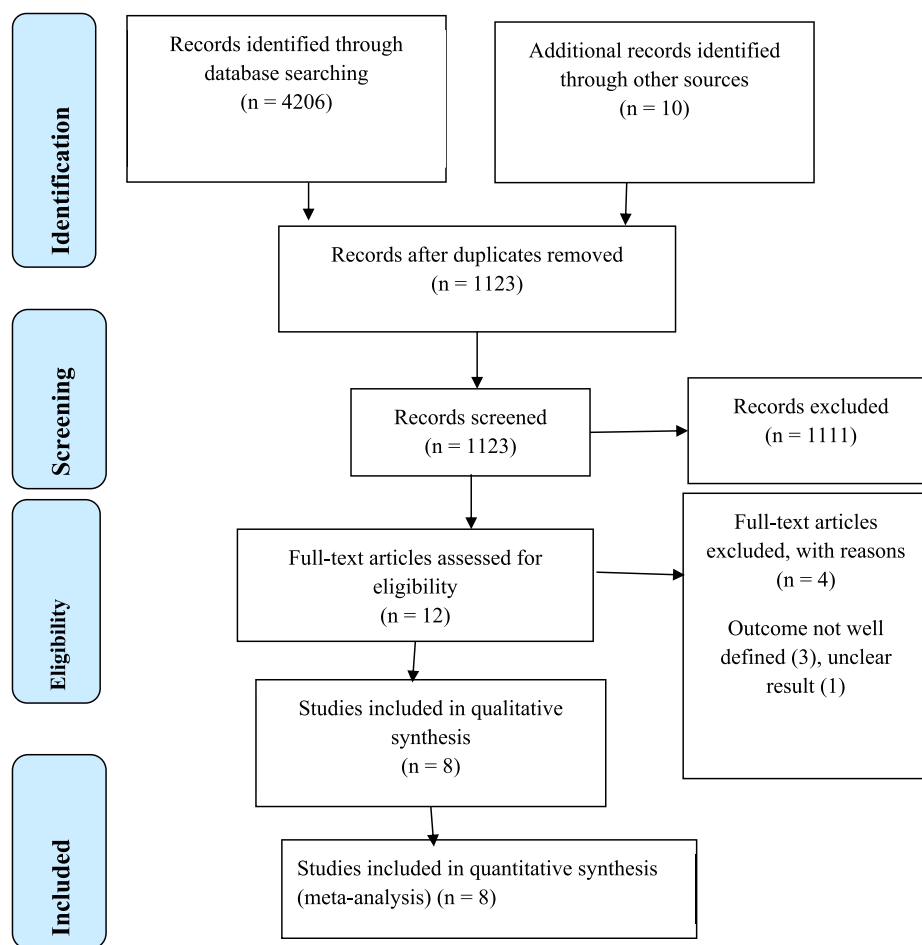 Identification
Records identified through
database searching
(n = 4206)
Additional records identified
through other sources
(n = 10)
Records after duplicates removed
(n = 1123)
Screening
Records screened
(n = 1123)
Records excluded
(n = 1111)
Eligibility
Full-text articles assessed for
eligibility
(n = 12)
Full-text articles
excluded, with reasons
(n = 4)
Outcome not well
defined (3), unclear
result (1)
Studies included in qualitative
synthesis
(n = 8)
Included
Studies included in quantitative synthesis
(meta-analysis) (n = 8)